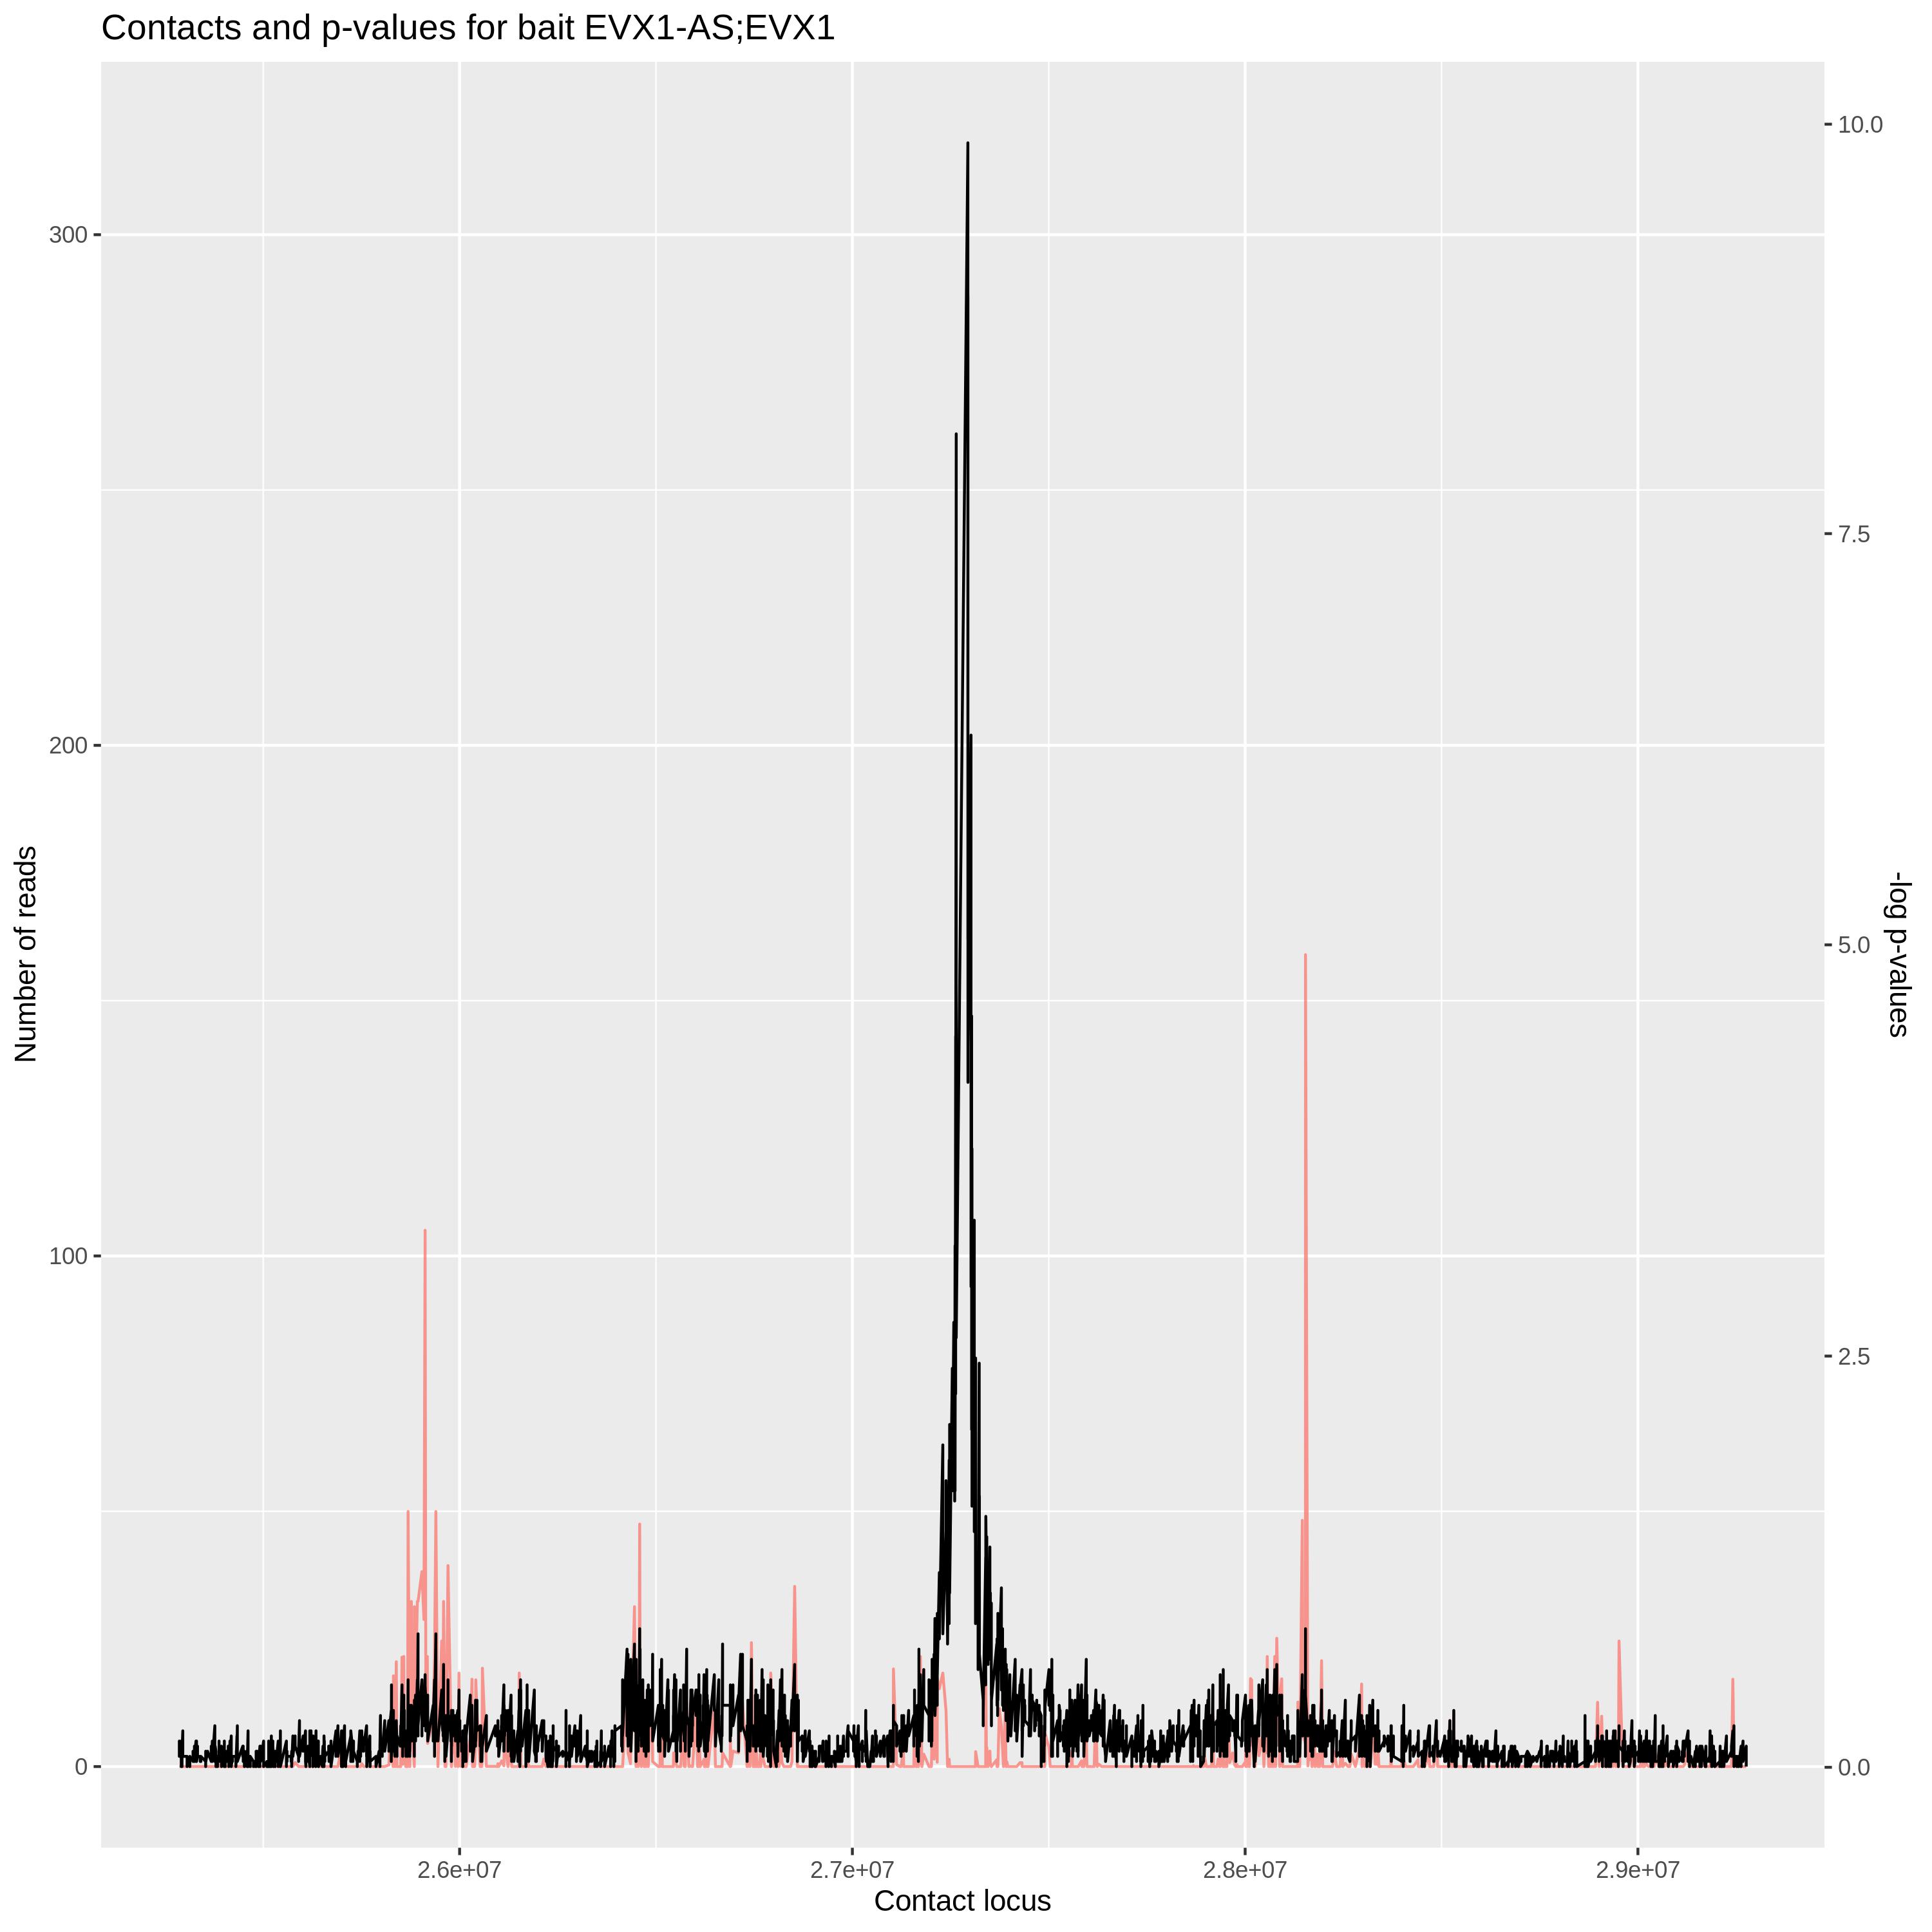 Contacts and p-values for bait EVX1-AS;EVX1
10.0
300
7.5
200
5.0
Number of reads
-log p-values
2.5
100
0
0.0
2.6e+07
2.7e+07
2.8e+07
2.9e+07
Contact locus